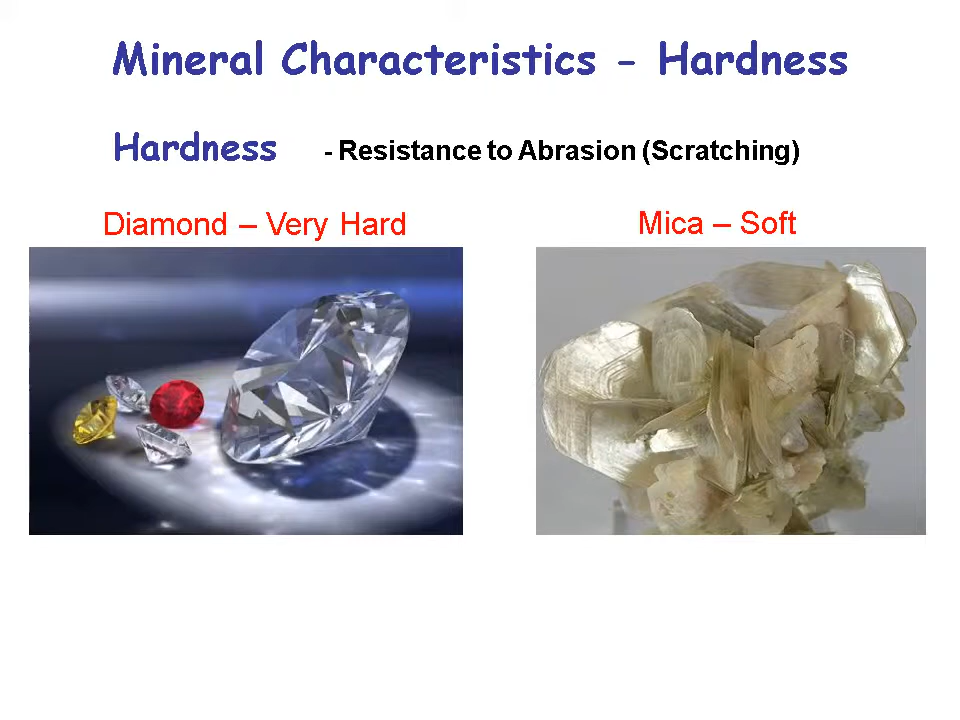 Mineral Characteristics - Hardness
Hardness - Resistance to Abrasion (Scratching)
Diamond – Very Hard
Mica – Soft